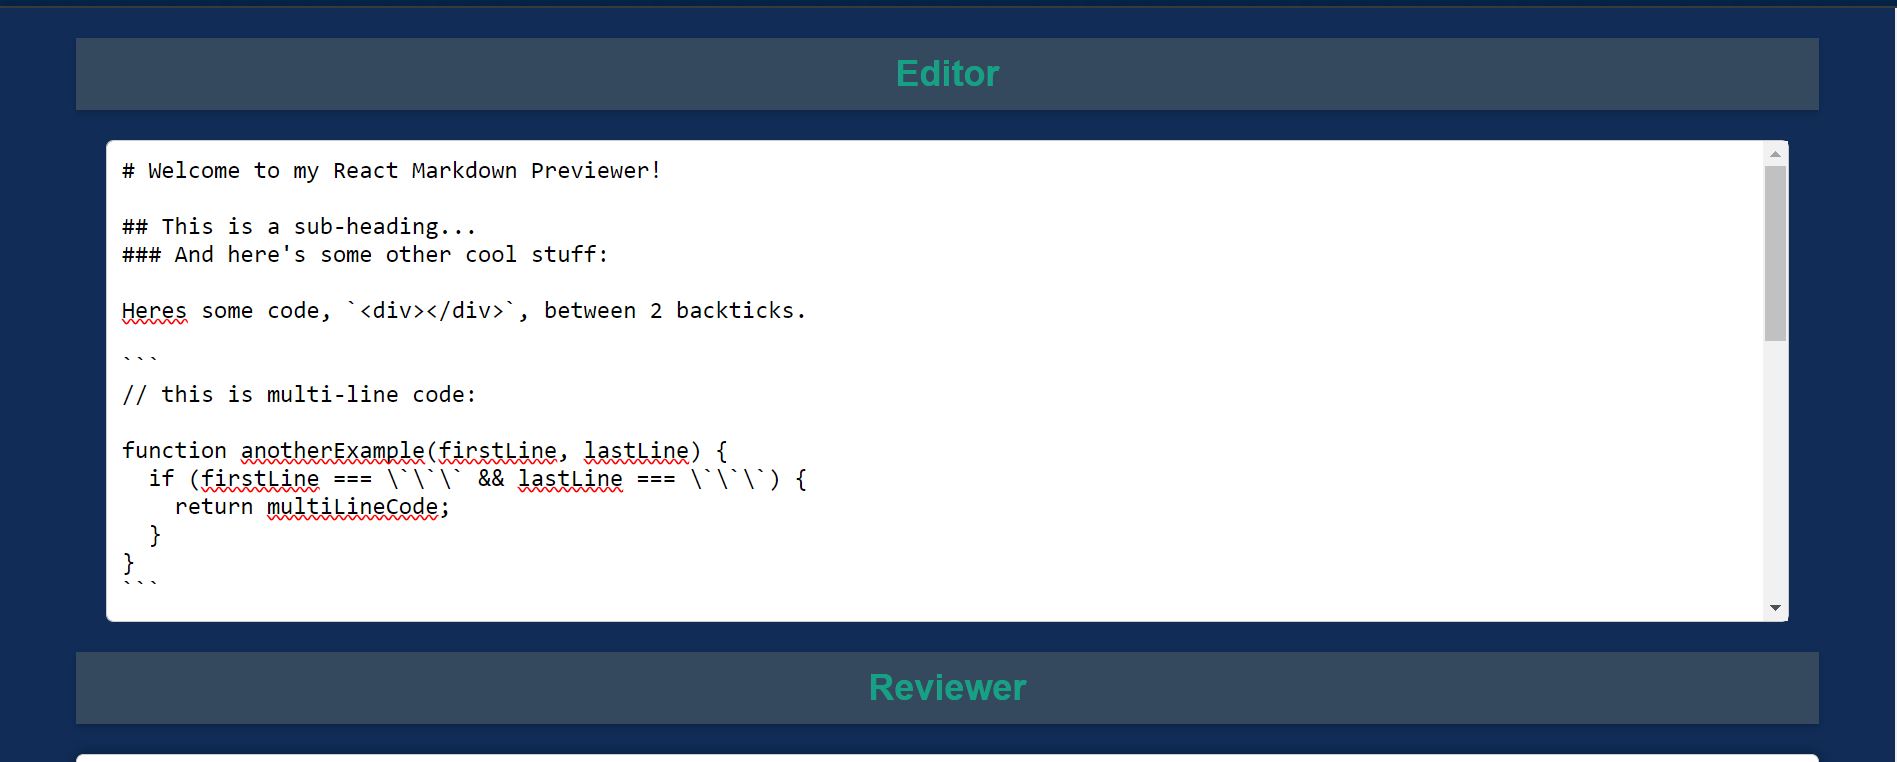 Editor
# Welcome to my React Markdown Previewer!
## This is a sub-heading...
### And here's some other cool stuff:
Heres some code, `<div></div>`, between 2 backticks.
```
// this is multi-line code:
function anotherExample(firstLine, lastLine) {
  if (firstLine === \`\`\` && lastLine === \`\`\`) {
    return multiLineCode;
  }
}
```
Reviewer